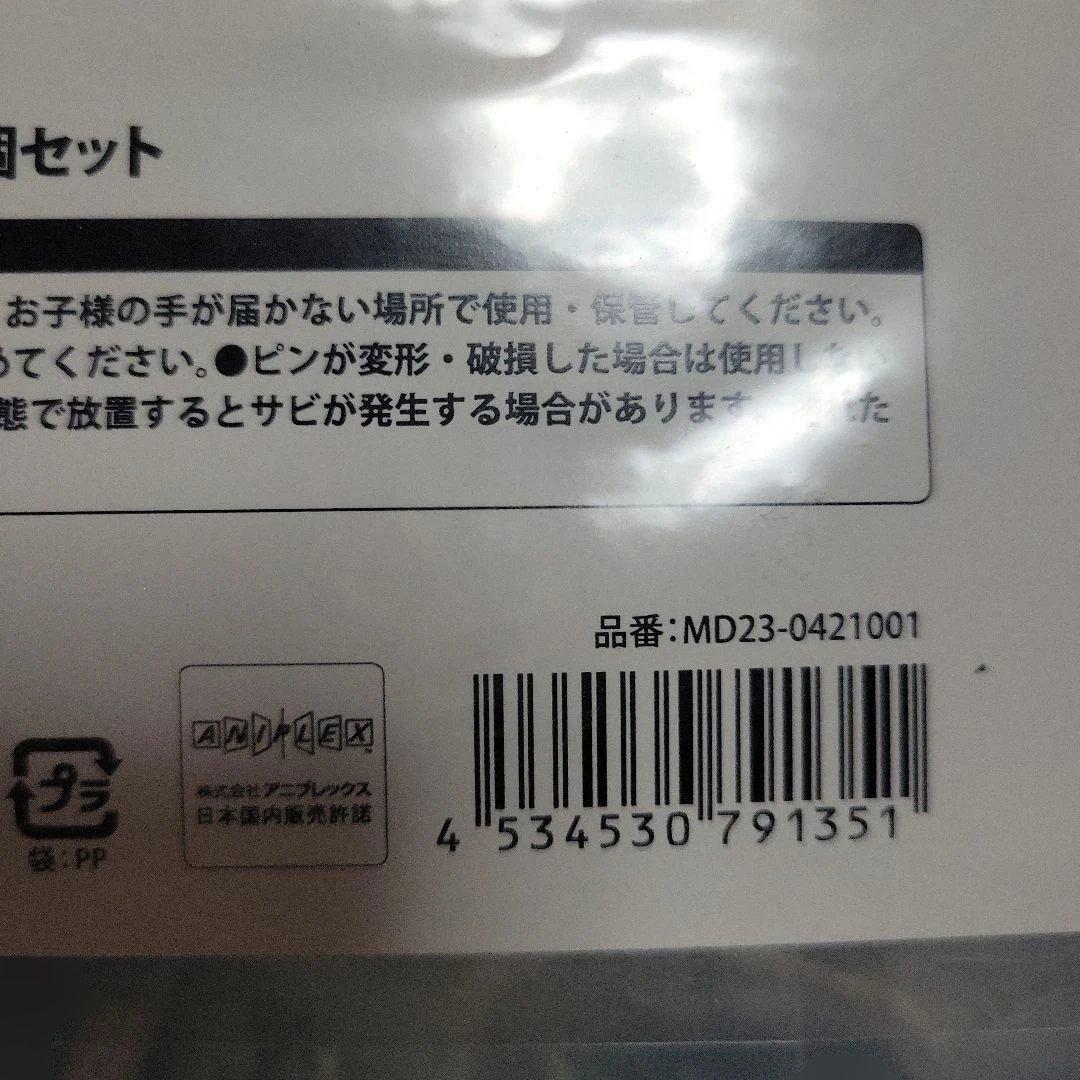 個セット
お子様の手が届かない場所で使用・保管してください。
めてください。●ピンが変形・破損した場合は使用しない
態で放置するとサビが発生する場合があります
た
品番：MD23-0421001
ANIPLEX
株式会社アニプレックス
日本国内販売許諾
プラ
袋：PP
4 534530 791351